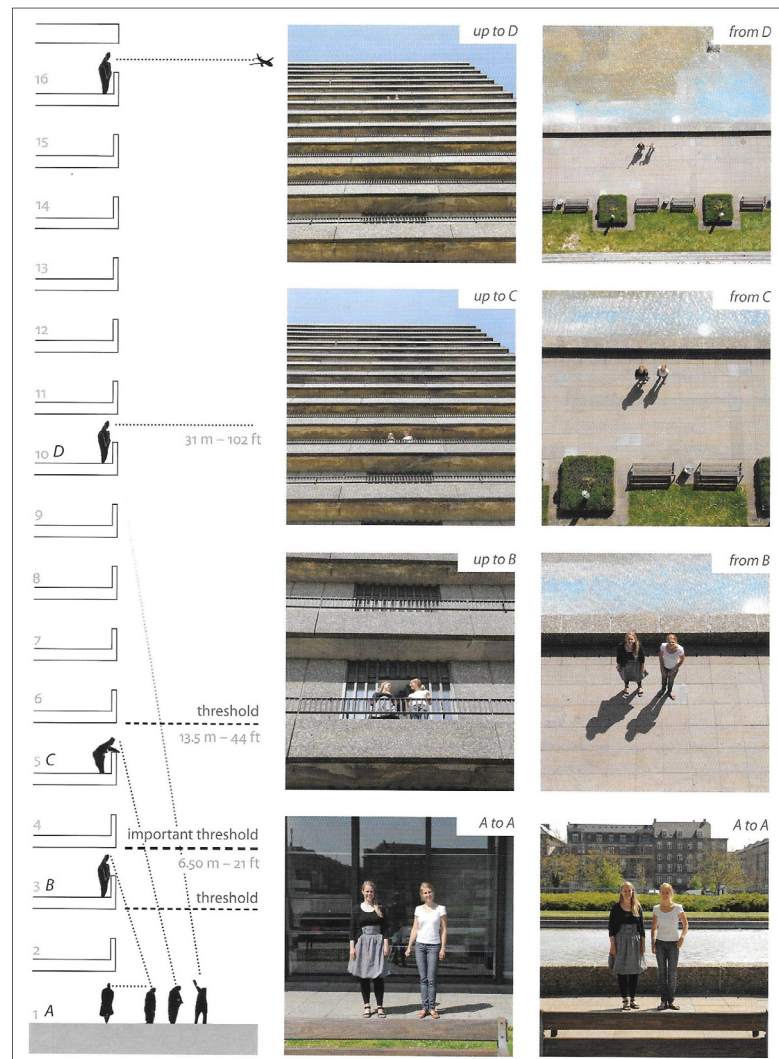 16
15
14
13
12
11
31 m – 102 ft
10 D
9
8
7
6
threshold
13.5 m – 44 ft
5 C
4
important threshold
6.50 m – 21 ft
3 B
threshold
2
1 A
up to D
from D
up to C
from C
up to B
from B
A to A
A to A